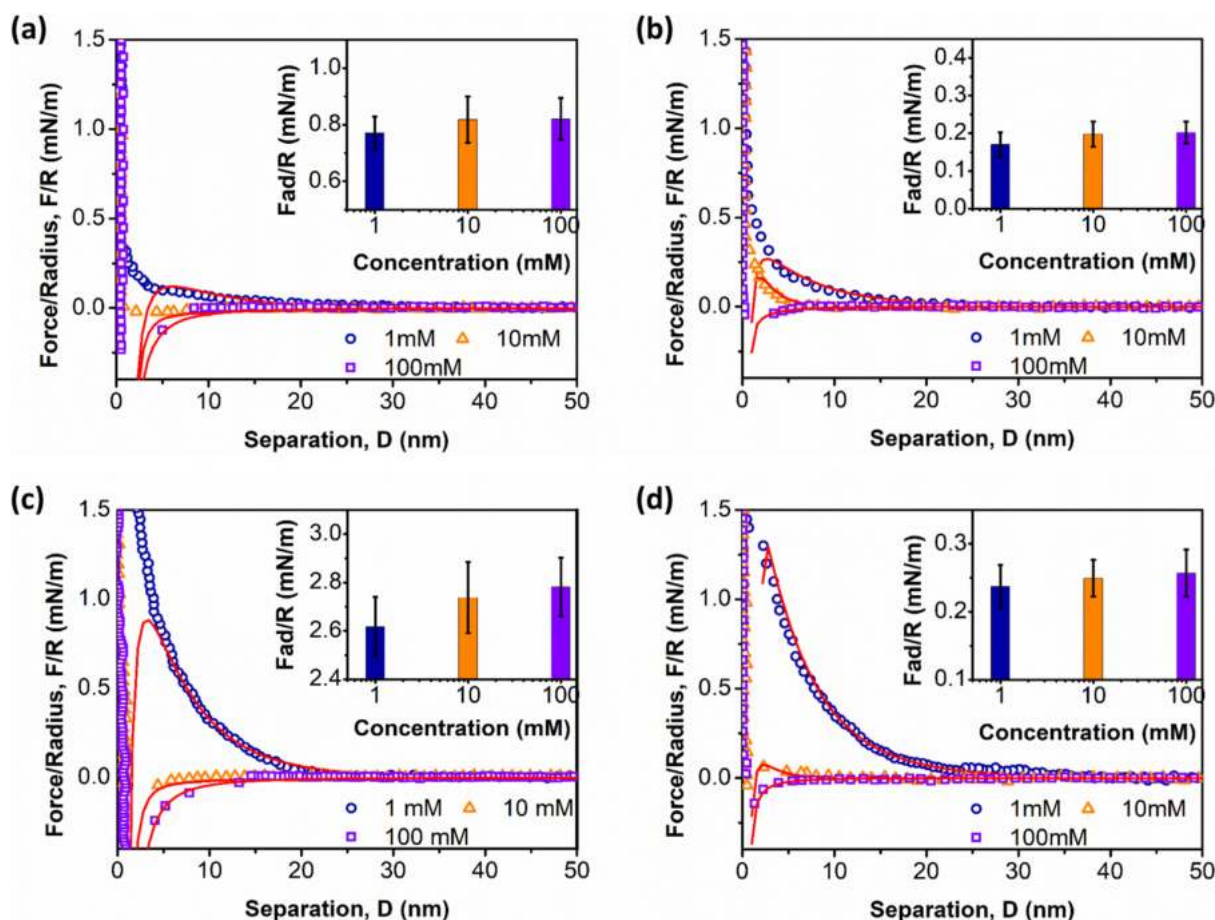 (a)
Force/Radius, F/R (mN/m)
1.5
1.0
0.5
0.0
0 10 20 30 40 50
Separation, D (nm)
1mM 10mM
100mM
Fad/R (mN/m)
1.0
0.8
0.6
1 10 100
Concentration (mM)
(b)
Force/Radius, F/R (mN/m)
1.5
1.0
0.5
0.0
0 10 20 30 40 50
Separation, D (nm)
1mM 10mM
100mM
Fad/R (mN/m)
0.4
0.3
0.2
0.1
0.0
1 10 100
Concentration (mM)
(c)
Force/Radius, F/R (mN/m)
1.5
1.0
0.5
0.0
0 10 20 30 40 50
Separation, D (nm)
1 mM 10 mM
100 mM
Fad/R (mN/m)
3.0
2.8
2.6
2.4
1 10 100
Concentration (mM)
(d)
Force/Radius, F/R (mN/m)
1.5
1.0
0.5
0.0
0 10 20 30 40 50
Separation, D (nm)
1mM 10mM
100mM
Fad/R (mN/m)
0.3
0.2
0.1
1 10 100
Concentration (mM)